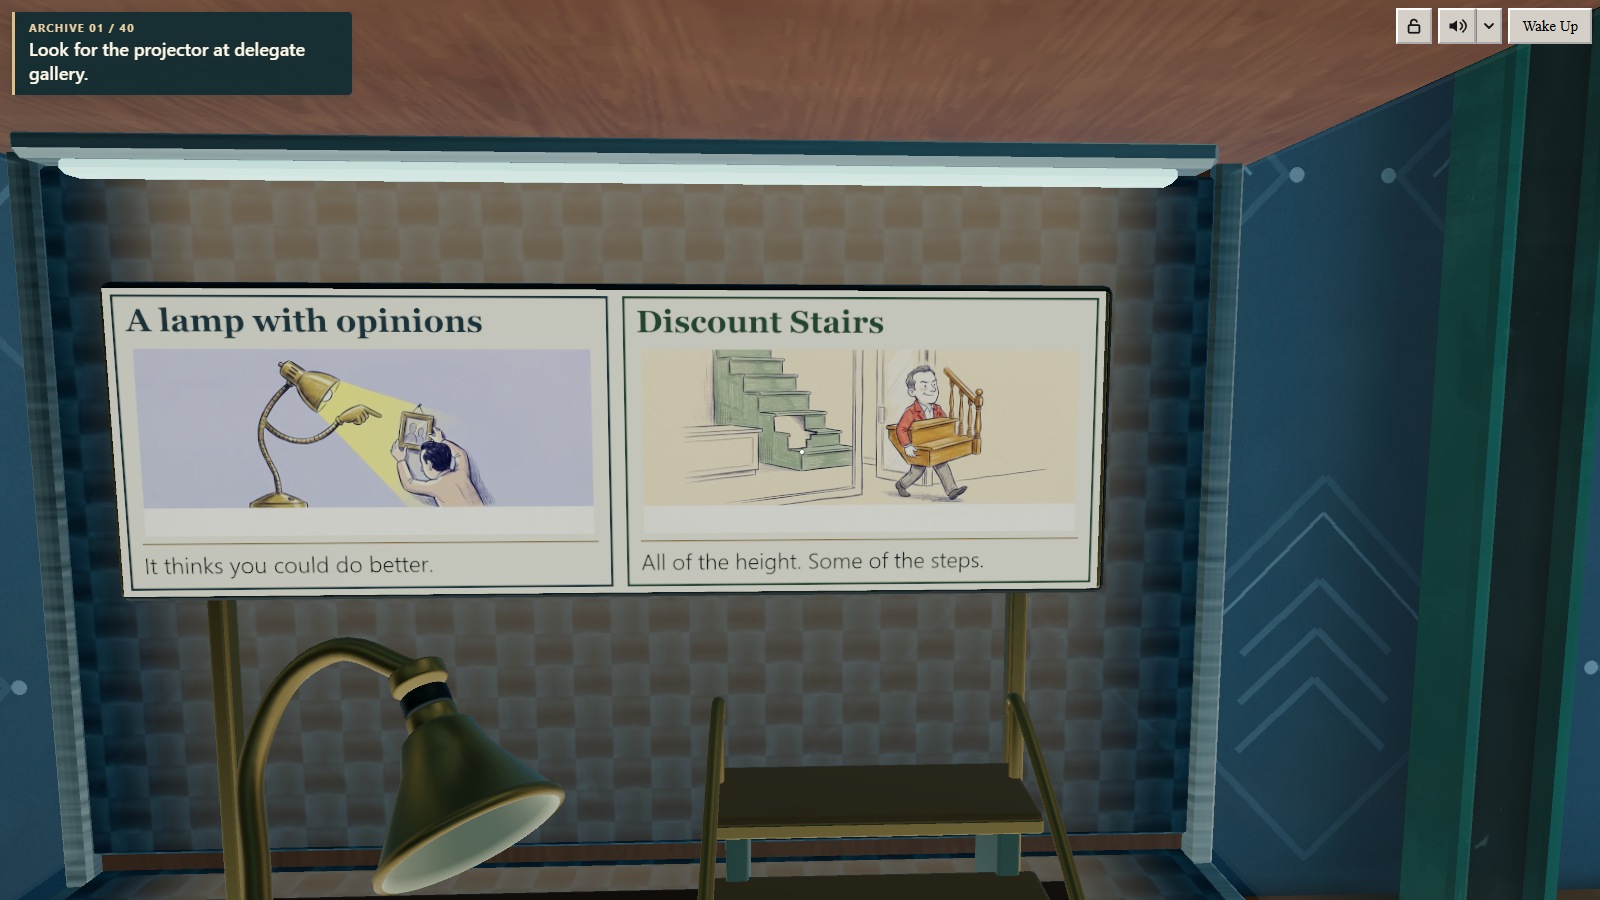 ARCHIVE 01 / 40
Look for the projector at delegate
gallery.
Wake Up
A lamp with opinions
It thinks you could do better.
Discount Stairs
All of the height. Some of the steps.